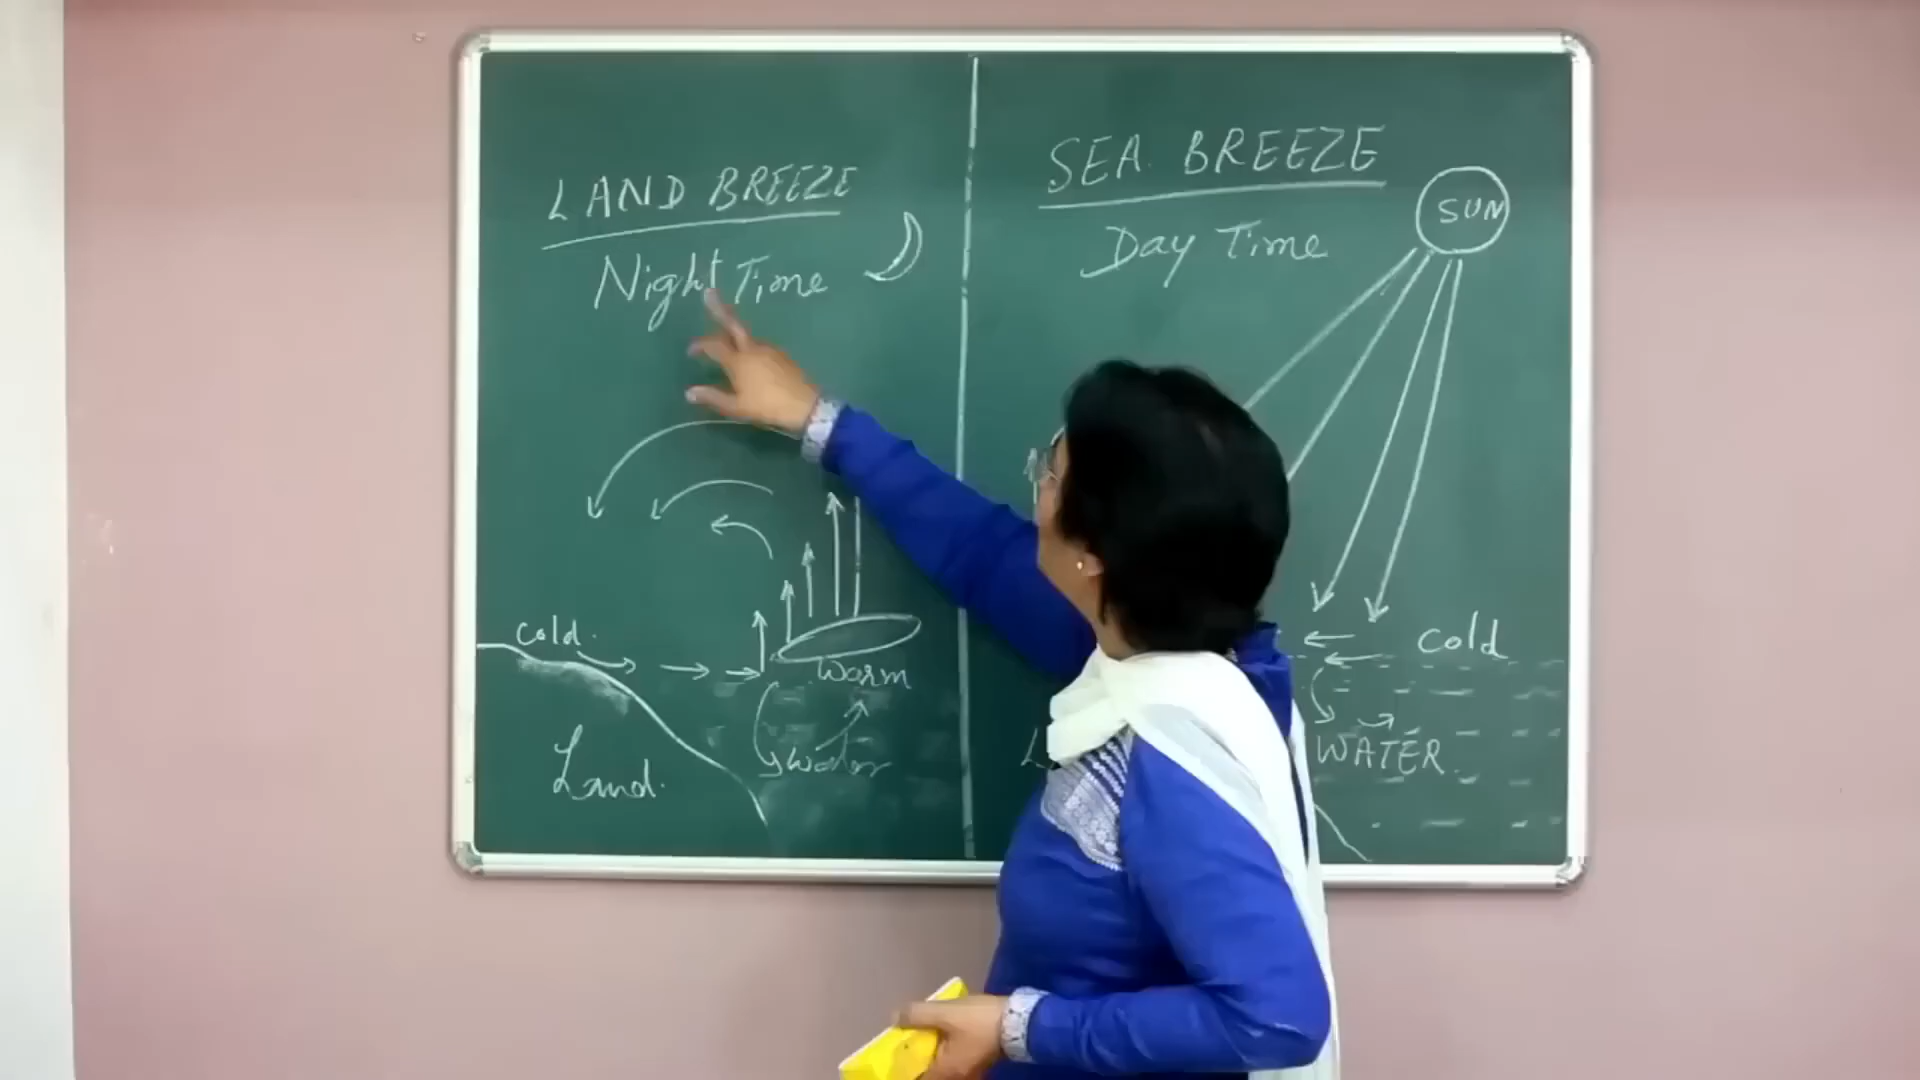 LAND BREEZE
Night Time
cold.
warm
Land.
water
SEA BREEZE
SUN
Day Time
cold
L
WATER